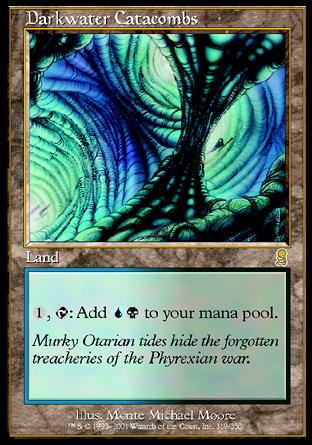 Darkwater Catacombs
Land
1, : Add to your mana pool.
Murky Otarian tides hide the forgotten
treacheries of the Phyrexian war.
Illus. Monte Michael Moore
™ & © 1993–2001 Wizards of the Coast, Inc. 319/350